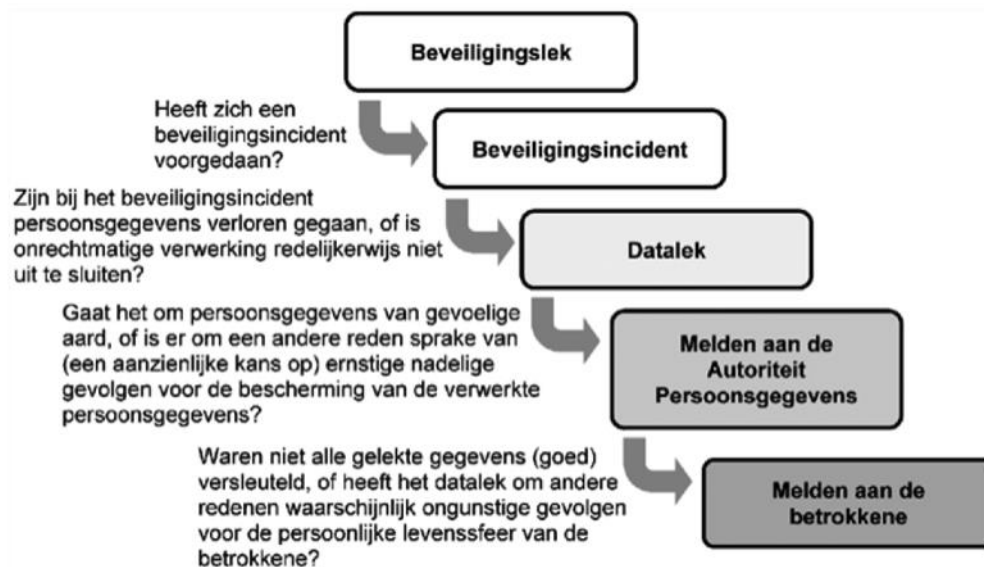 Beveiligingslek
Heeft zich een
beveiligingsincident
voorgedaan?
Beveiligingsincident
Zijn bij het beveiligingsincident
persoonsgegevens verloren gegaan, of is
onrechtmatige verwerking redelijkerwijs niet
uit te sluiten?
Datalek
Gaat het om persoonsgegevens van gevoelige
aard, of is er om een andere reden sprake van
(een aanzienlijke kans op) ernstige nadelige
gevolgen voor de bescherming van de verwerkte
persoonsgegevens?
Melden aan de
Autoriteit
Persoonsgegevens
Waren niet alle gelekte gegevens (goed)
versleuteld, of heeft het datalek om andere
redenen waarschijnlijk ongunstige gevolgen
voor de persoonlijke levenssfeer van de
betrokkene?
Melden aan de
betrokkene